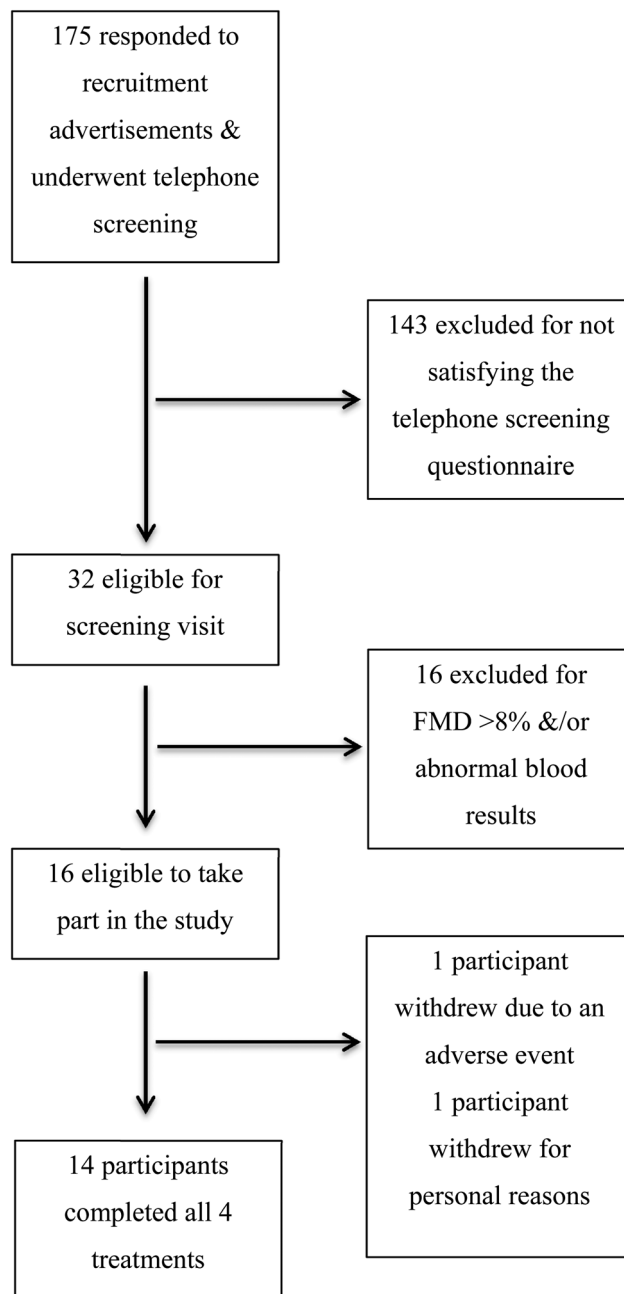 175 responded to
recruitment
advertisements &
underwent telephone
screening
143 excluded for not
satisfying the
telephone screening
questionnaire
32 eligible for
screening visit
16 excluded for
FMD >8% &/or
abnormal blood
results
16 eligible to take
part in the study
1 participant
withdrew due to an
adverse event
1 participant
withdrew for
personal reasons
14 participants
completed all 4
treatments